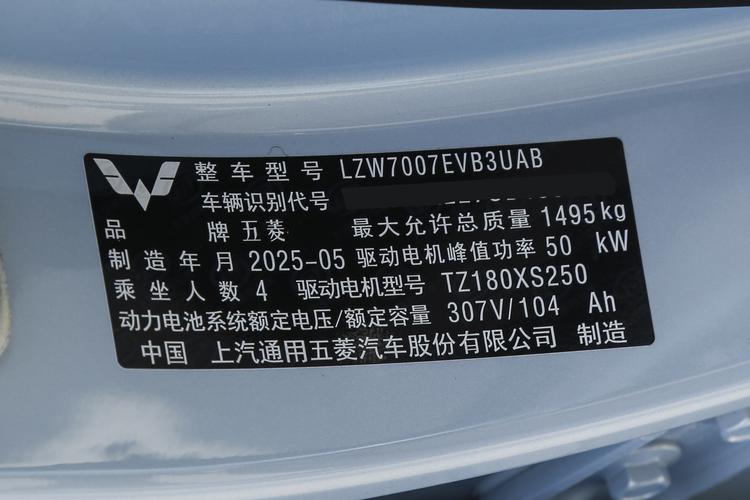 整车型号 LZW7007EVB3UAB
车辆识别代号
品牌 五菱 最大允许总质量 1495kg
制造年月 2025-05 驱动电机峰值功率 50 kW
乘坐人数 4 驱动电机型号 TZ180XS250
动力电池系统额定电压/额定容量 307V/104 Ah
中国 上汽通用五菱汽车股份有限公司 制造